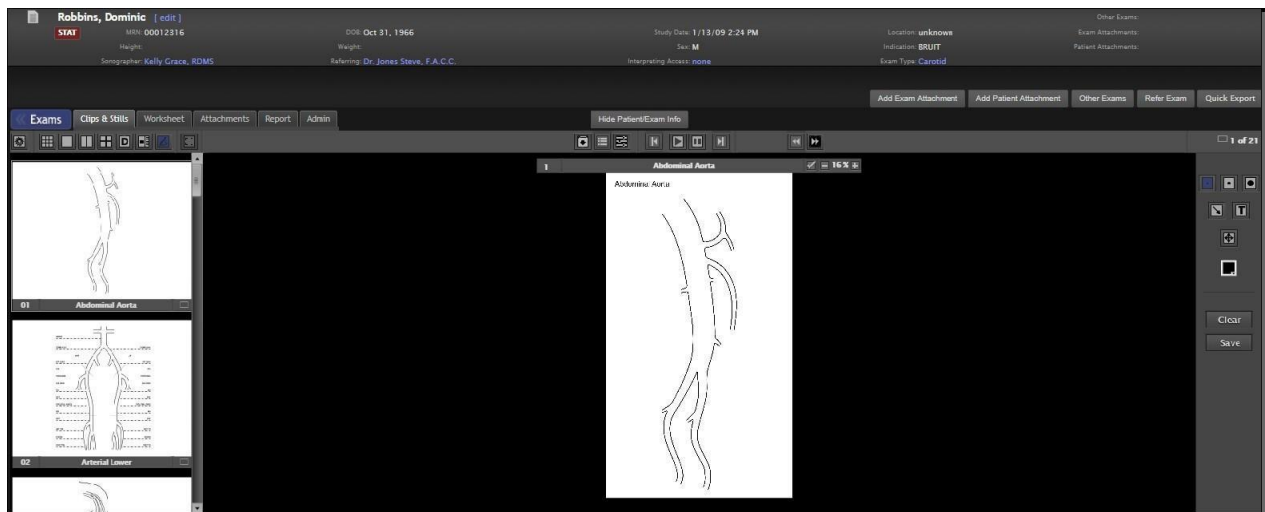 Robbins, Dominic [ edit ]
Other Exams:
STAT MRN: 00012316 DOB: Oct 31, 1966 Study Date: 1/13/09 2:24 PM Location: unknown Exam Attachments:
Height: Weight: Sex: M Indication: BRUIT Patient Attachments:
Sonographer: Kelly Grace, RDMS Referring: Dr. Jones Steve, F.A.C.C. Interpreting Access: none Exam Type: Carotid
Add Exam Attachment Add Patient Attachment Other Exams Refer Exam Quick Export
Exams Clips & Stills Worksheet Attachments Report Admin Hide Patient/Exam Info
1 of 21
1 Abdominal Aorta 16%
Abdominal Aorta
T
01 Abdominal Aorta
Clear
Save
02 Arterial Lower